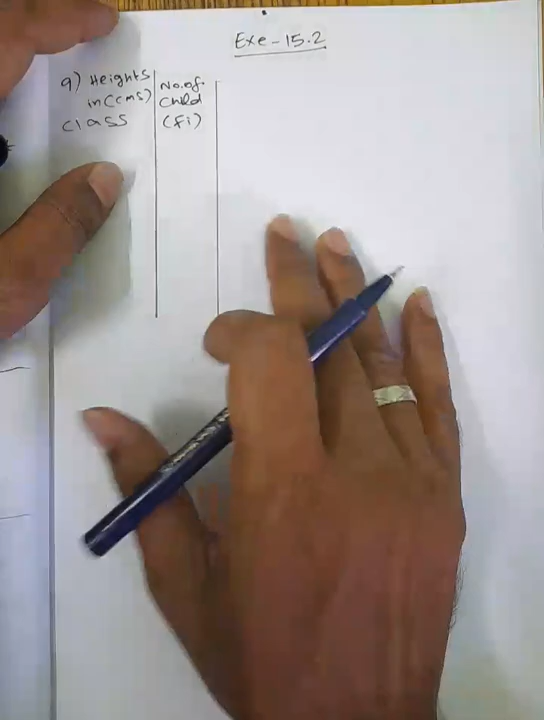 Exe-15.2
9) Heights
in (cms)
class
No. of.
Child
(fi)